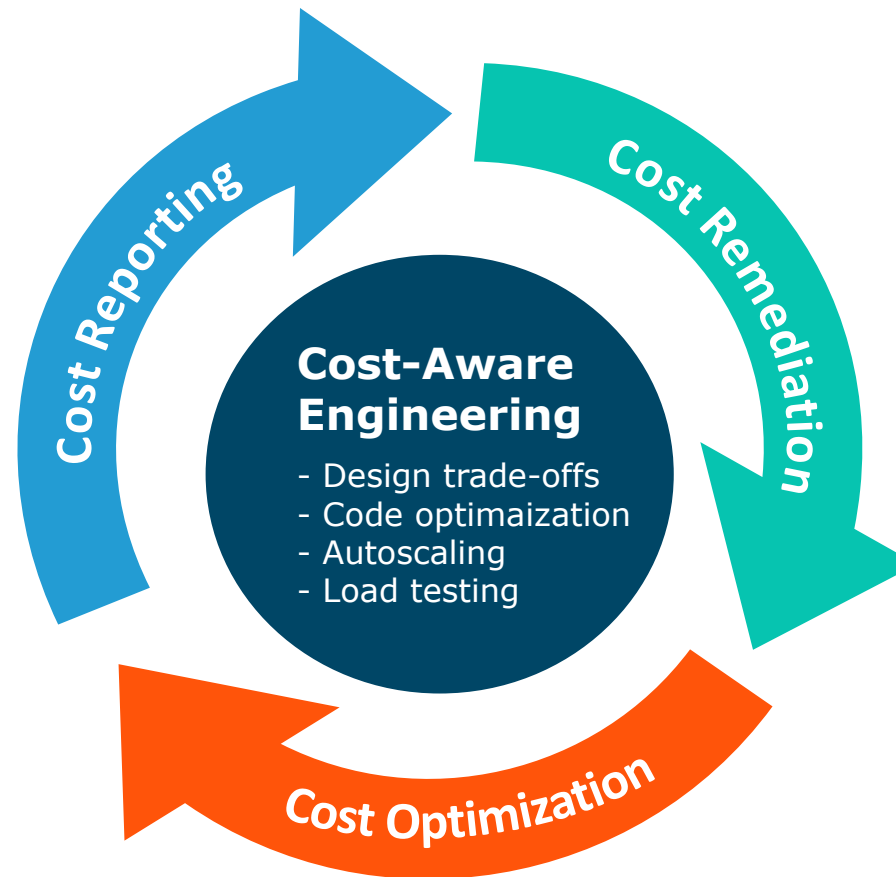 Cost Reporting
Cost Remediation
Cost-Aware
Engineering
- Design trade-offs
- Code optimaization
- Autoscaling
- Load testing
Cost Optimization